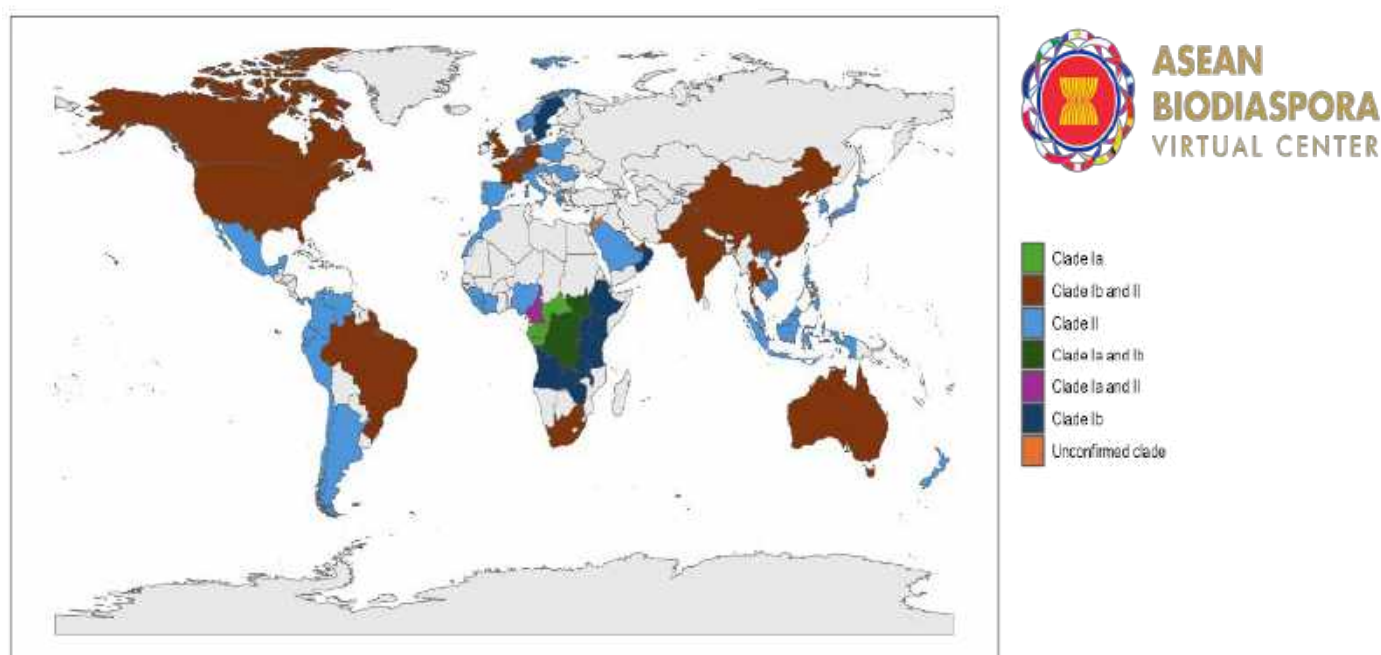 ASEAN
BIODIASPORA
VIRTUAL CENTER
Clade Ia
Clade Ib and II
Clade II
Clade Ia and Ib
Clade Ia and II
Clade Ib
Unconfirmed clade